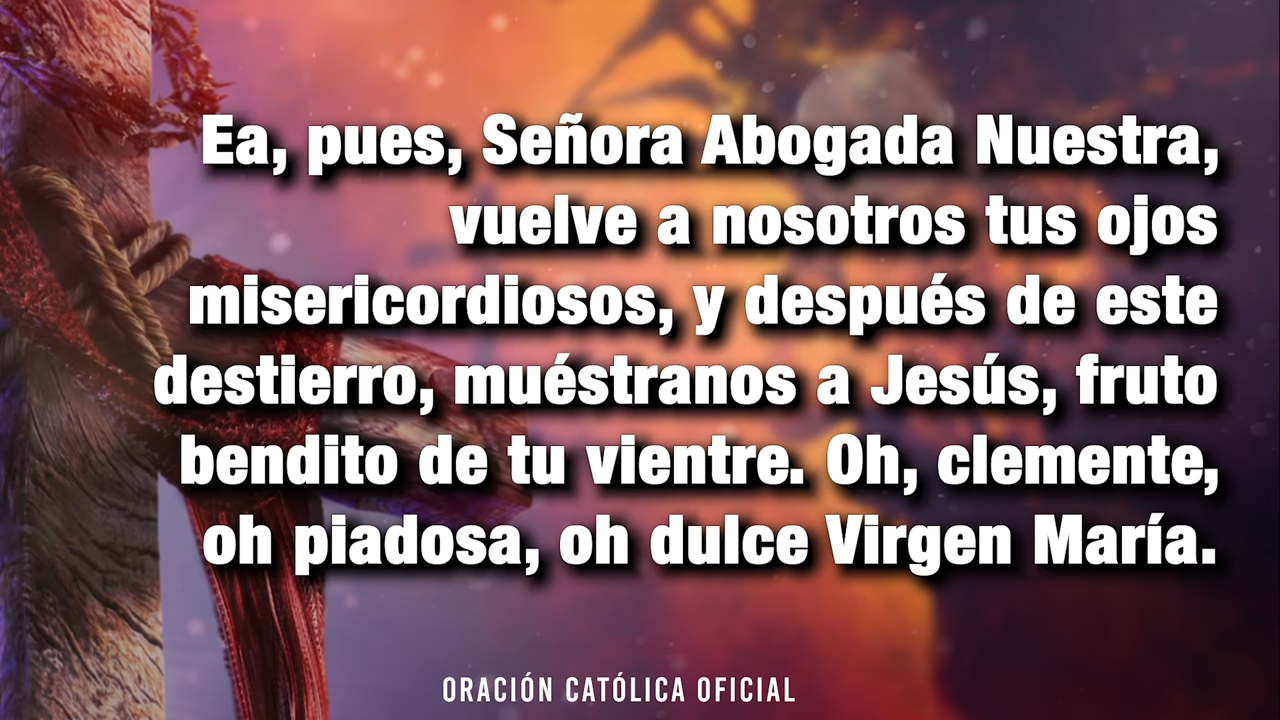 Ea, pues, Señora Abogada Nuestra,
vuelve a nosotros tus ojos
misericordiosos, y después de este
destierro, muéstranos a Jesús, fruto
bendito de tu vientre. Oh, clemente,
oh piadosa, oh dulce Virgen María.
ORACIÓN CATÓLICA OFICIAL